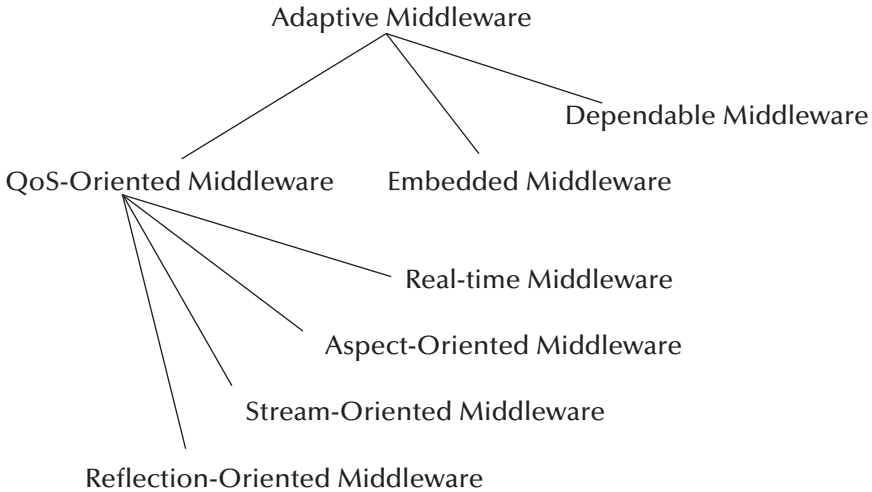 Adaptive Middleware
Dependable Middleware
QoS-Oriented Middleware
Embedded Middleware
Real-time Middleware
Aspect-Oriented Middleware
Stream-Oriented Middleware
Reflection-Oriented Middleware